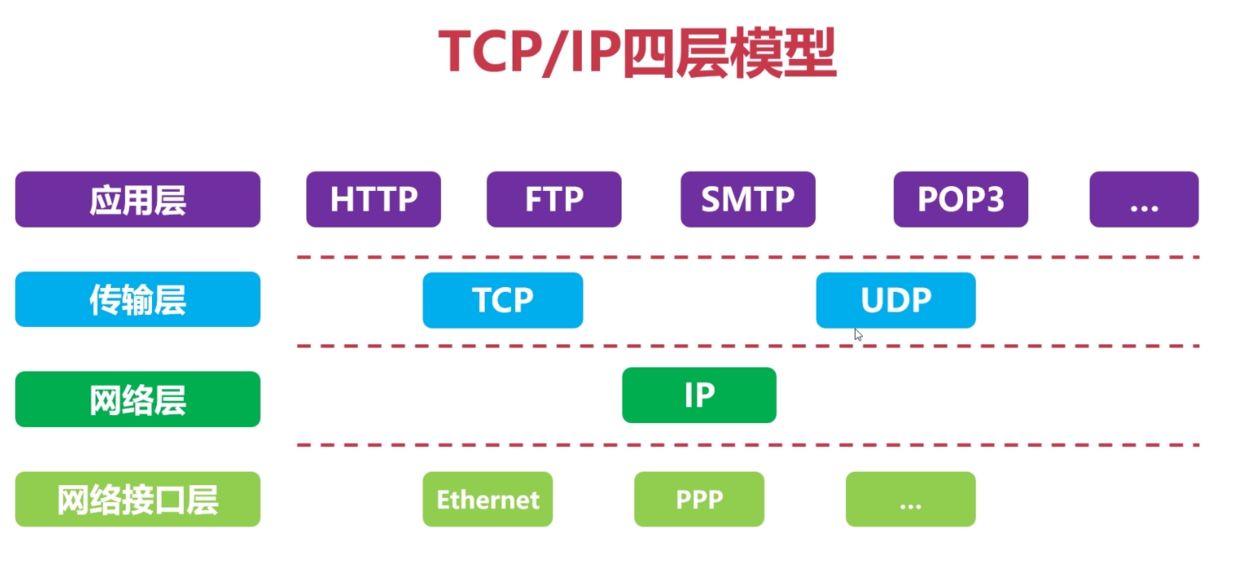 TCP/IP四层模型
应用层 HTTP FTP SMTP POP3 ...
传输层 TCP UDP
网络层 IP
网络接口层 Ethernet PPP ...